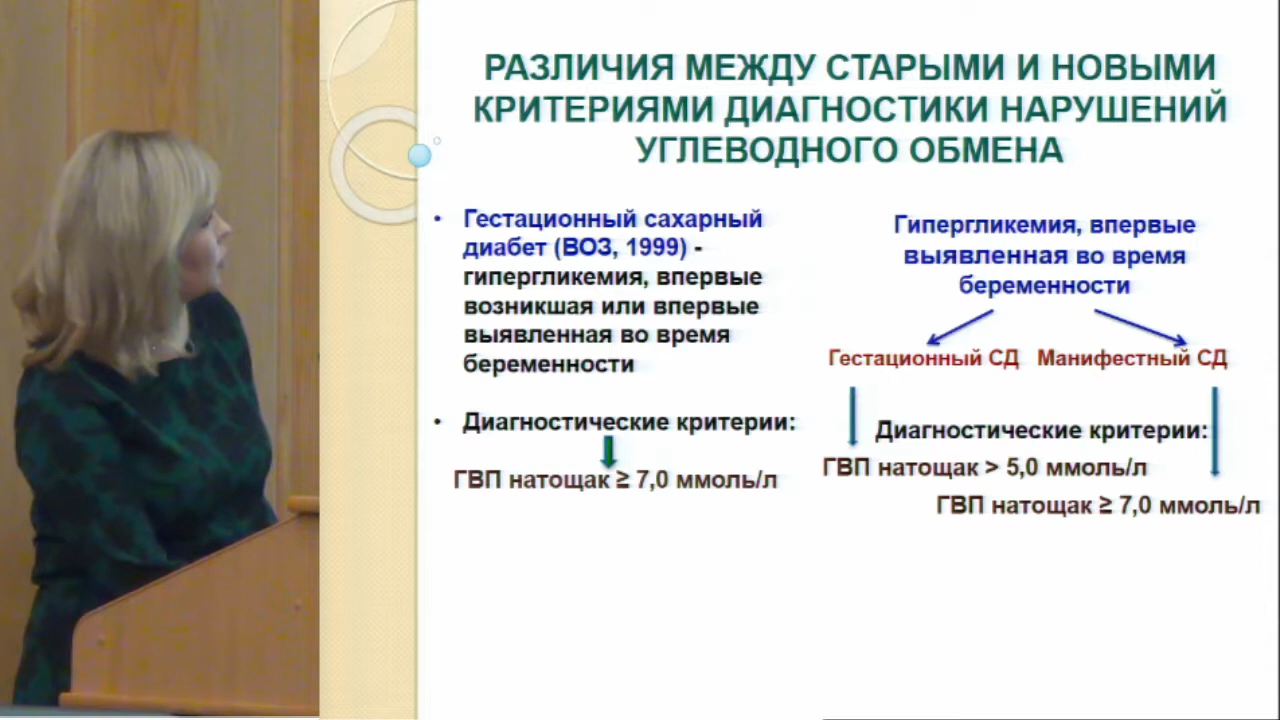 РАЗЛИЧИЯ МЕЖДУ СТАРЫМИ И НОВЫМИ
КРИТЕРИЯМИ ДИАГНОСТИКИ НАРУШЕНИЙ
УГЛЕВОДНОГО ОБМЕНА
• Гестационный сахарный
диабет (ВОЗ, 1999) -
гипергликемия, впервые
возникшая или впервые
выявленная во время
беременности
• Диагностические критерии:
ГВП натощак ≥ 7,0 ммоль/л
Гипергликемия, впервые
выявленная во время
беременности
Гестационный СД Манифестный СД
Диагностические критерии:
ГВП натощак > 5,0 ммоль/л
ГВП натощак ≥ 7,0 ммоль/л